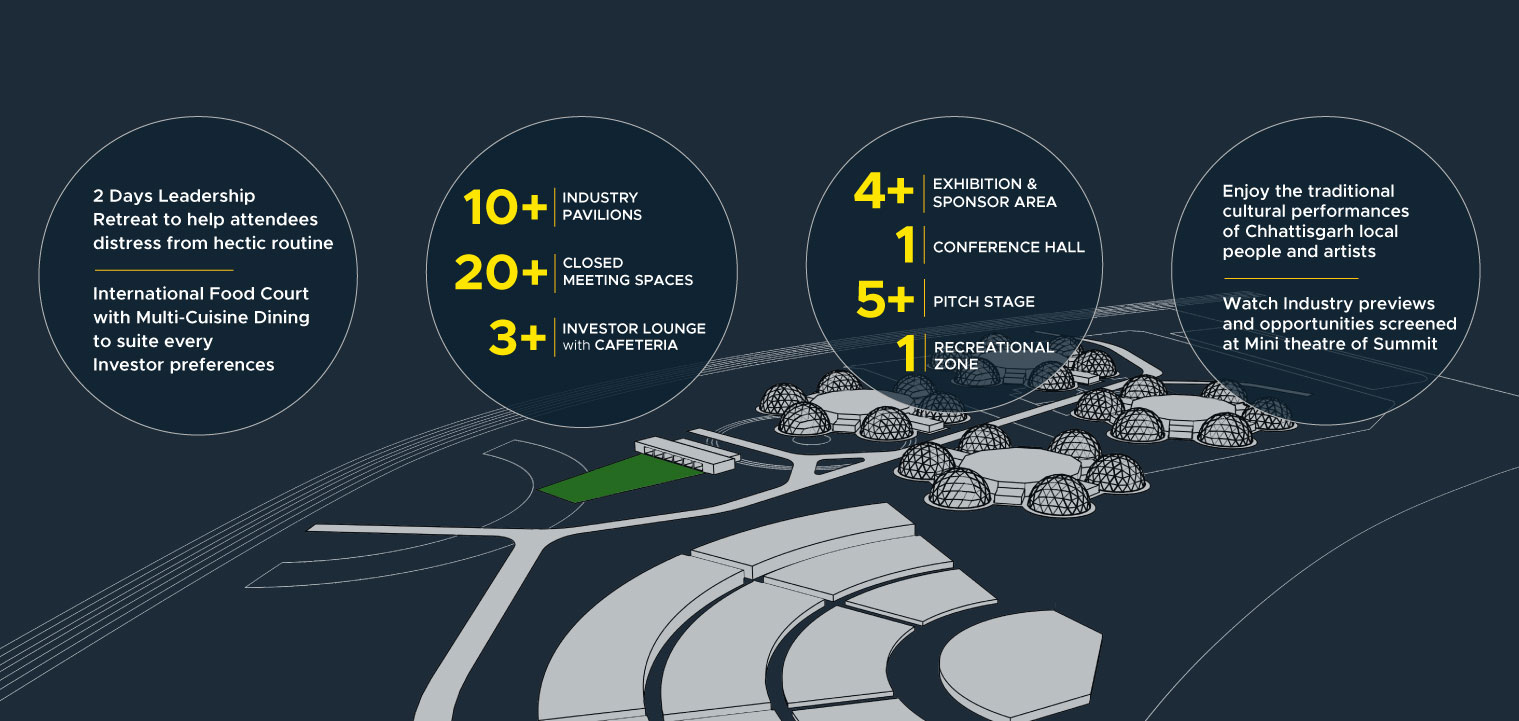 2 Days Leadership
Retreat to help attendees
distress from hectic routine
International Food Court
with Multi-Cuisine Dining
to suite every
Investor preferences
10+ INDUSTRY
PAVILIONS
20+ CLOSED
MEETING SPACES
3+ INVESTOR LOUNGE
with CAFETERIA
4+ EXHIBITION &
SPONSOR AREA
1 CONFERENCE HALL
5+ PITCH STAGE
1 RECREATIONAL
ZONE
Enjoy the traditional
cultural performances
of Chhattisgarh local
people and artists
Watch Industry previews
and opportunities screened
at Mini theatre of Summit